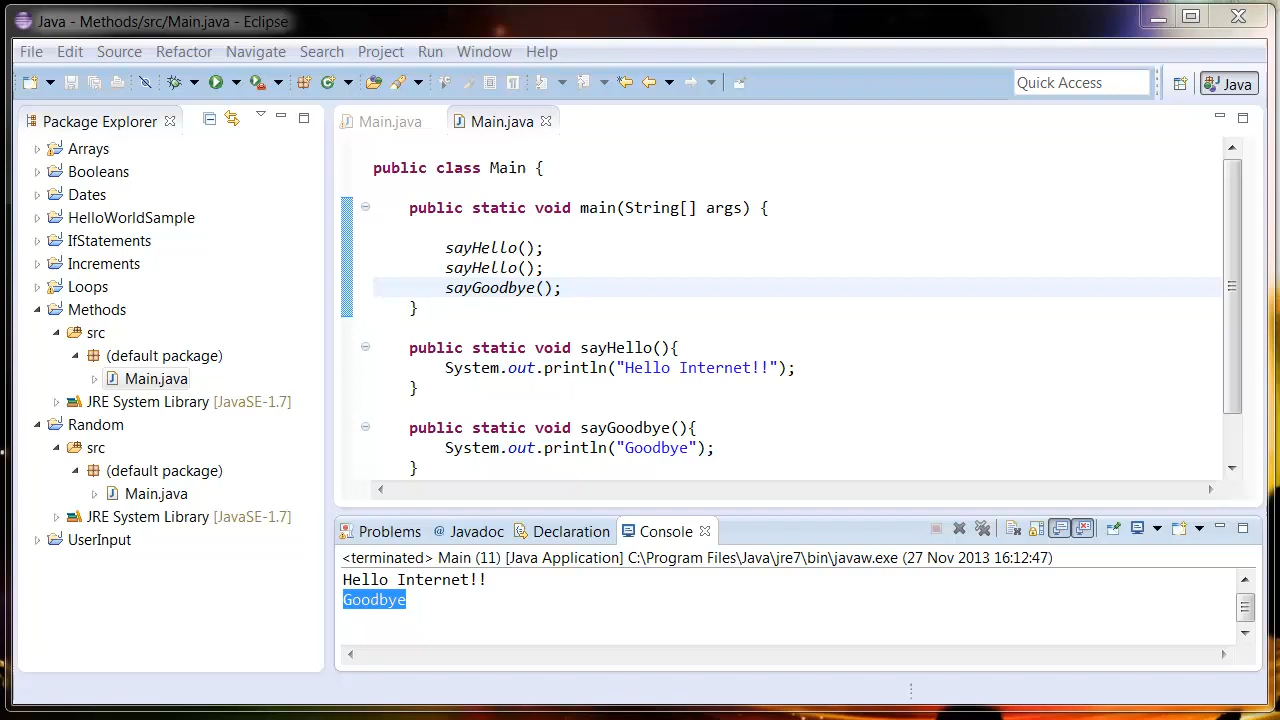 Java - Methods/src/Main.java - Eclipse
File Edit Source Refactor Navigate Search Project Run Window Help
Quick Access
Java
Package Explorer
Arrays
Booleans
Dates
HelloWorldSample
IfStatements
Increments
Loops
Methods
src
(default package)
Main.java
JRE System Library [JavaSE-1.7]
Random
src
(default package)
Main.java
JRE System Library [JavaSE-1.7]
UserInput
Main.java
Main.java
public class Main {
public static void main(String[] args) {
sayHello();
sayHello();
sayGoodbye();
}
public static void sayHello(){
System.out.println("Hello Internet!!");
}
public static void sayGoodbye(){
System.out.println("Goodbye");
}
Problems @ Javadoc Declaration Console
<terminated> Main (11) [Java Application] C:\Program Files\Java\jre7\bin\javaw.exe (27 Nov 2013 16:12:47)
Hello Internet!!
Goodbye